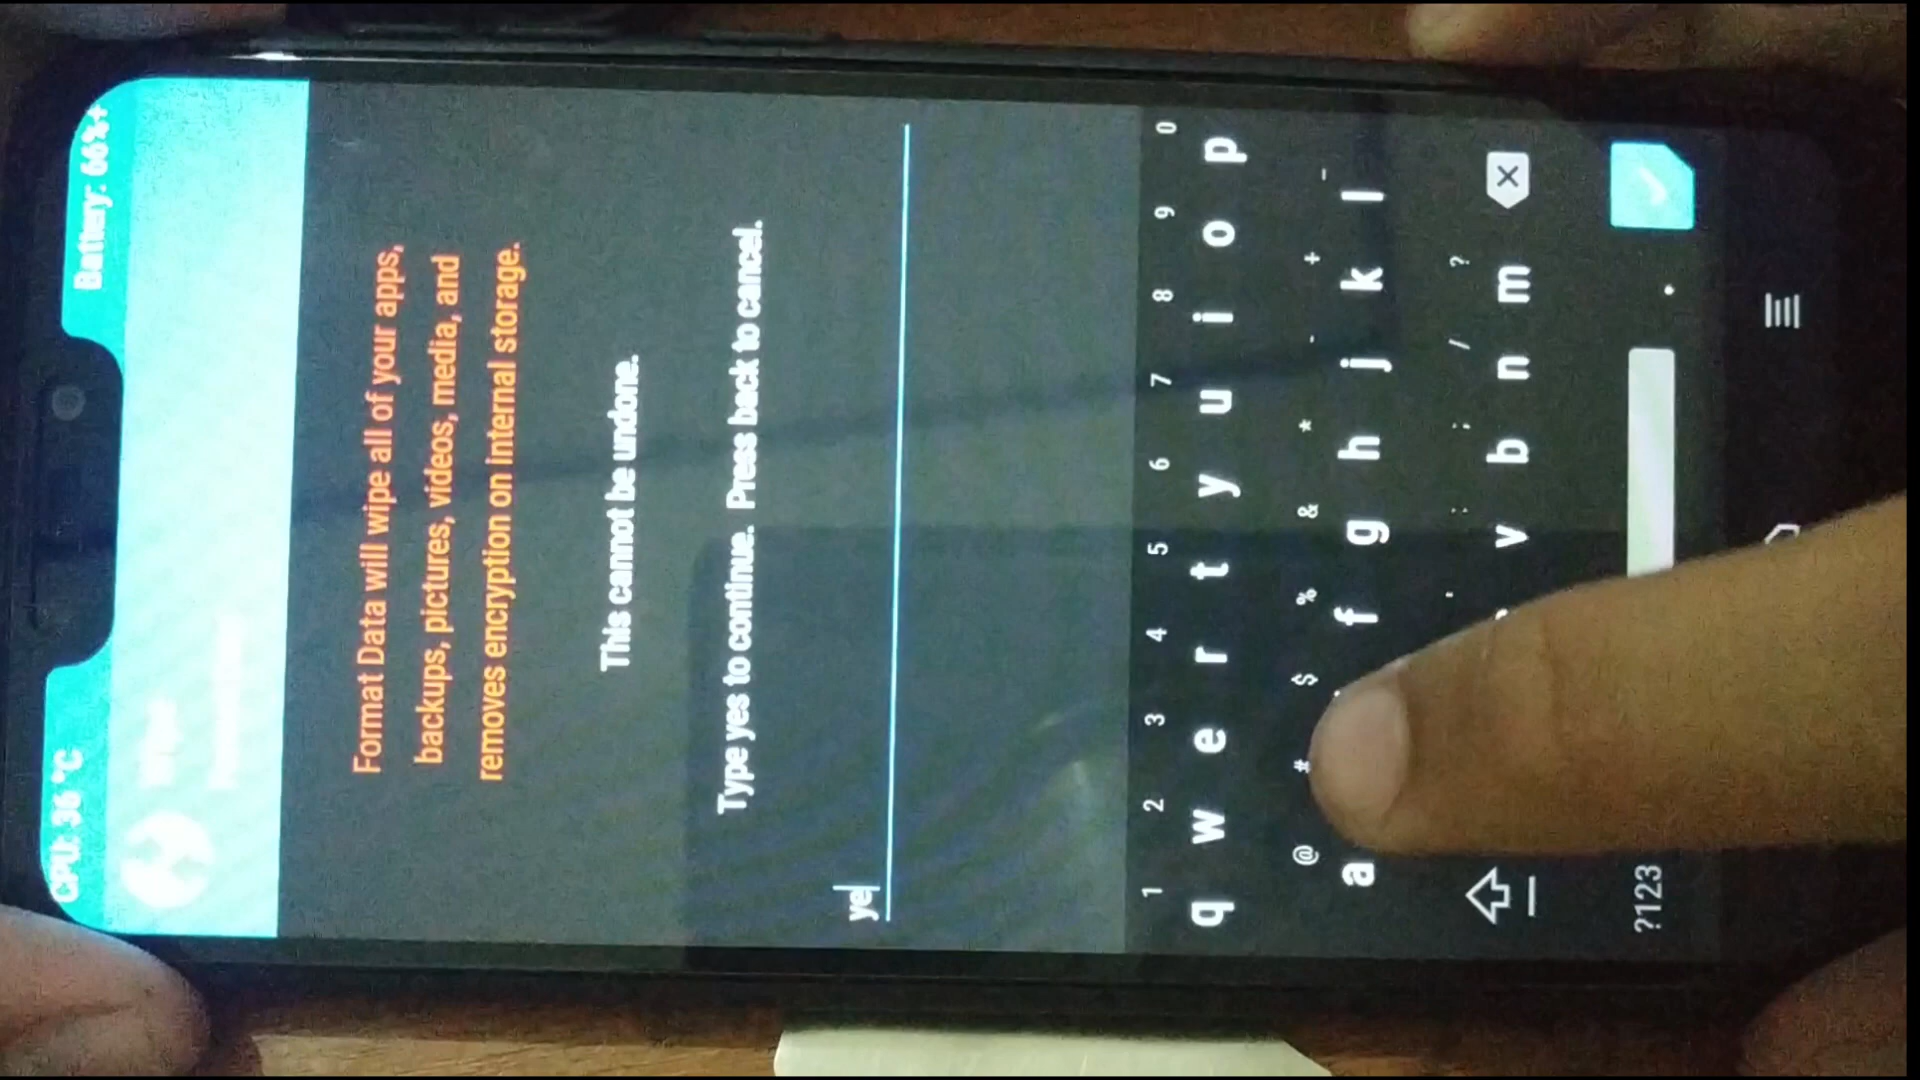 CPU: 36 °C
Battery: 66%+
Format Data will wipe all of your apps,
backups, pictures, videos, media, and
removes encryption on internal storage.
This cannot be undone.
Type yes to continue. Press back to cancel.
ye
1 2 3 4 5 6 7 8 9 0
q w e r t y u i o p
@ # $ % & * - + _
a f g h j k l
' : ; / ?
v b n m
?123 .